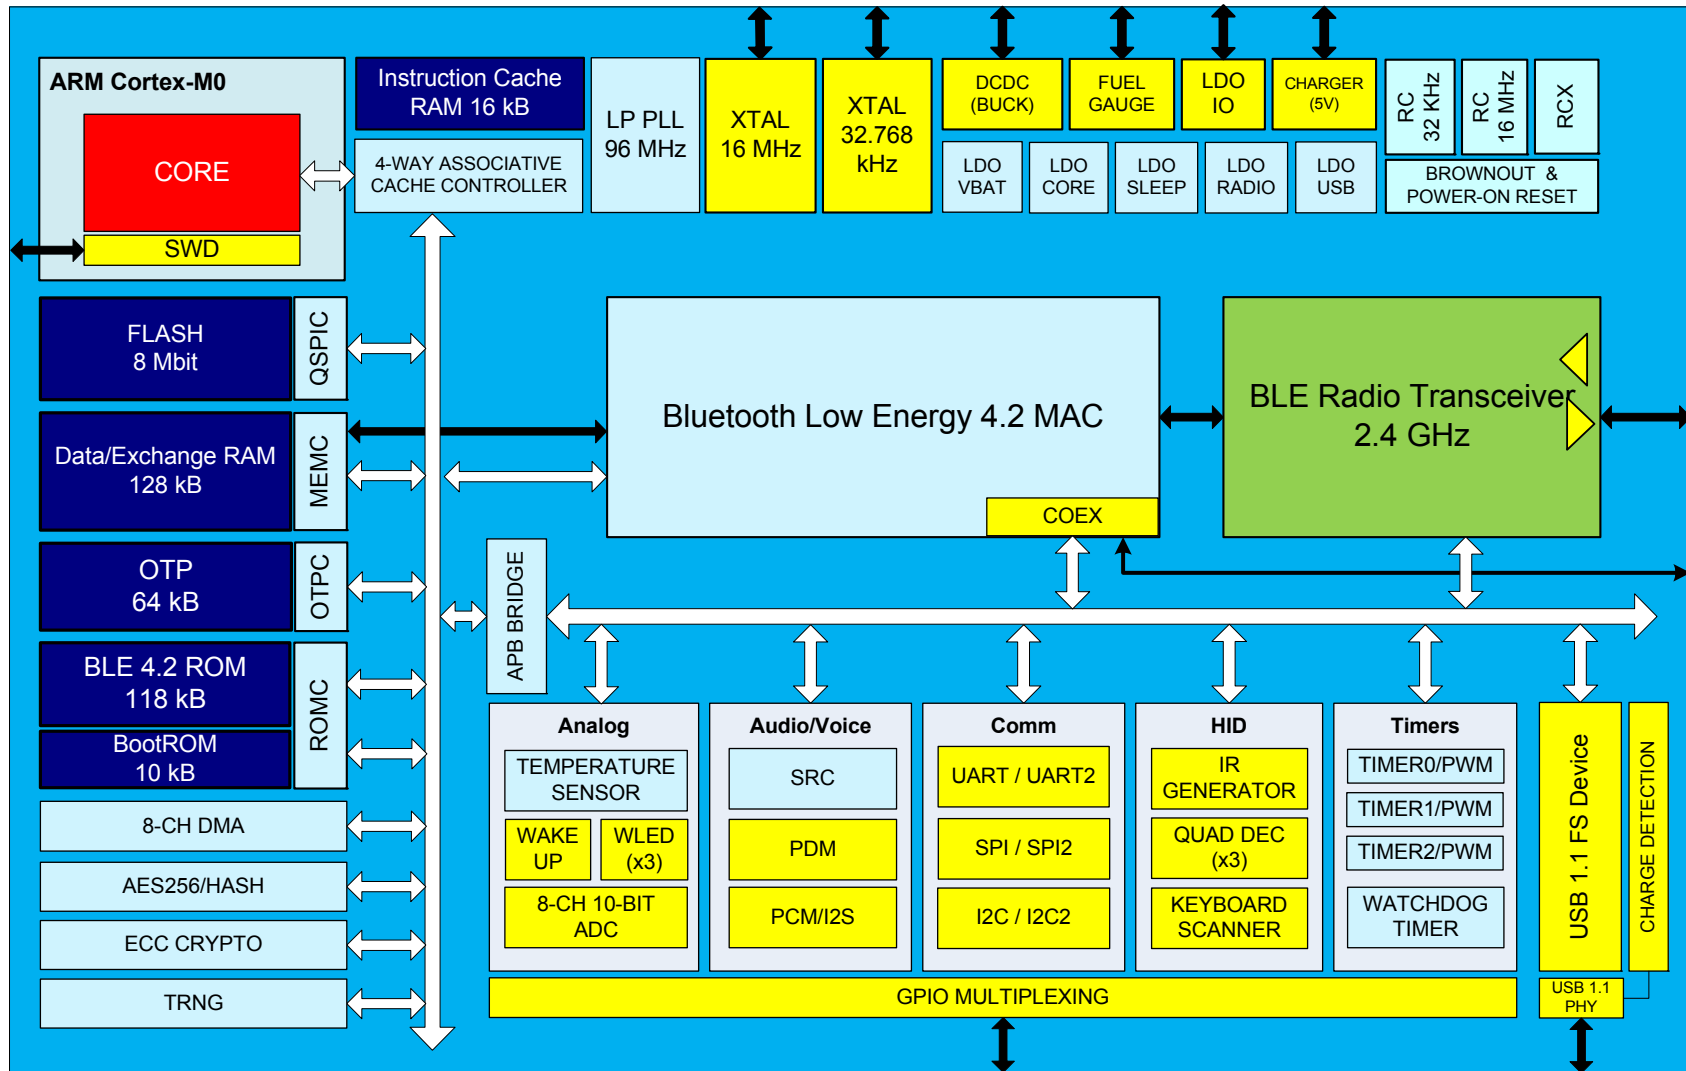 ARM Cortex-M0
CORE
SWD
Instruction Cache
RAM 16 kB
4-WAY ASSOCIATIVE
CACHE CONTROLLER
LP PLL
96 MHz
XTAL
16 MHz
XTAL
32.768
kHz
DCDC
(BUCK)
FUEL
GAUGE
LDO
IO
CHARGER
(5V)
LDO
VBAT
LDO
CORE
LDO
SLEEP
LDO
RADIO
LDO
USB
RC
32 KHz
RC
16 MHz
RCX
BROWNOUT &
POWER-ON RESET
FLASH
8 Mbit
QSPIC
Data/Exchange RAM
128 kB
MEMC
OTP
64 kB
OTPC
BLE 4.2 ROM
118 kB
BootROM
10 kB
ROMC
8-CH DMA
AES256/HASH
ECC CRYPTO
TRNG
Bluetooth Low Energy 4.2 MAC
COEX
BLE Radio Transceiver
2.4 GHz
APB BRIDGE
Analog
TEMPERATURE
SENSOR
WAKE
UP
WLED
(x3)
8-CH 10-BIT
ADC
Audio/Voice
SRC
PDM
PCM/I2S
Comm
UART / UART2
SPI / SPI2
I2C / I2C2
HID
IR
GENERATOR
QUAD DEC
(x3)
KEYBOARD
SCANNER
Timers
TIMER0/PWM
TIMER1/PWM
TIMER2/PWM
WATCHDOG
TIMER
USB 1.1 FS Device
CHARGE DETECTION
USB 1.1
PHY
GPIO MULTIPLEXING